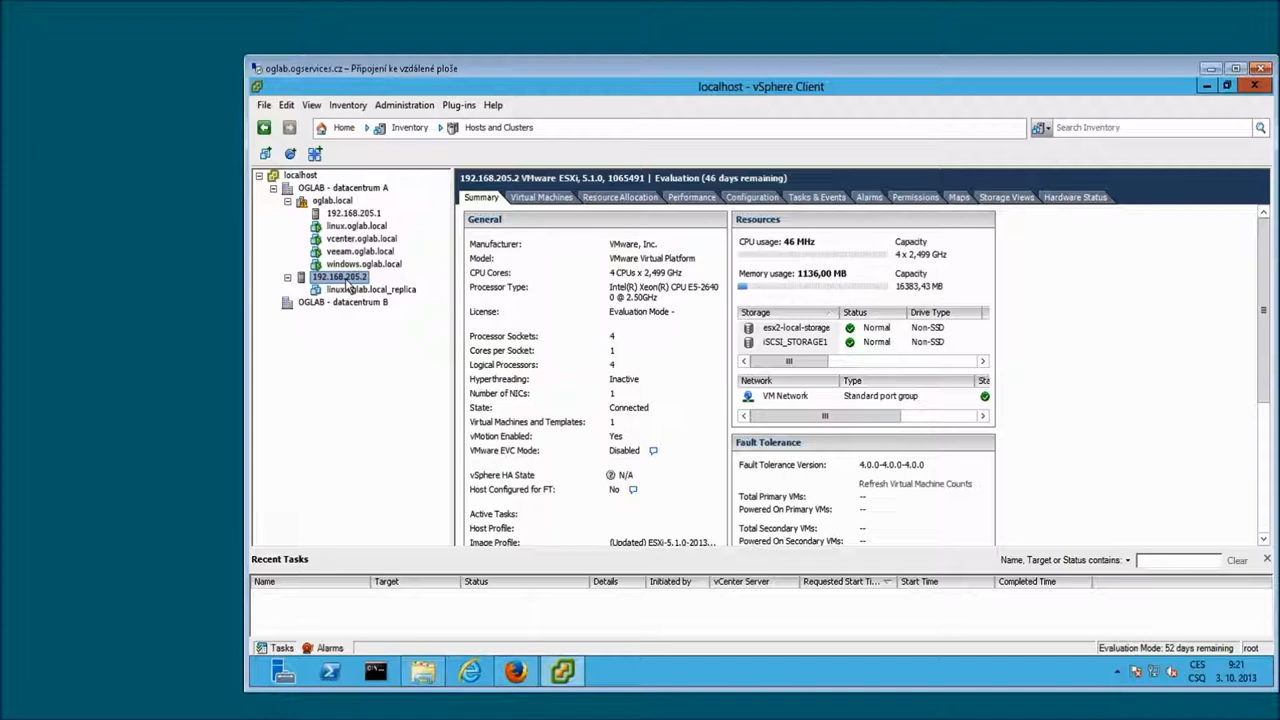 oglab.ogservices.cz – Připojení ke vzdálené ploše
localhost - vSphere Client
File Edit View Inventory Administration Plug-ins Help
Home Inventory Hosts and Clusters Search Inventory
localhost
OGLAB - datacentrum A
oglab.local
192.168.205.1
linux.oglab.local
vcenter.oglab.local
veeam.oglab.local
windows.oglab.local
192.168.205.2
linux.oglab.local_replica
OGLAB - datacentrum B
192.168.205.2 VMware ESXi, 5.1.0, 1065491 | Evaluation (46 days remaining)
Summary Virtual Machines Resource Allocation Performance Configuration Tasks & Events Alarms Permissions Maps Storage Views Hardware Status
General
Manufacturer: VMware, Inc.
Model: VMware Virtual Platform
CPU Cores: 4 CPUs x 2,499 GHz
Processor Type: Intel(R) Xeon(R) CPU E5-2640
0 @ 2.50GHz
License: Evaluation Mode -
Processor Sockets: 4
Cores per Socket: 1
Logical Processors: 4
Hyperthreading: Inactive
Number of NICs: 1
State: Connected
Virtual Machines and Templates: 1
vMotion Enabled: Yes
VMware EVC Mode: Disabled
vSphere HA State N/A
Host Configured for FT: No
Active Tasks:
Host Profile:
Image Profile: (Updated) ESXi-5.1.0-2013...
Resources
CPU usage: 46 MHz Capacity
4 x 2,499 GHz
Memory usage: 1136,00 MB Capacity
16383,43 MB
Storage Status Drive Type
esx2-local-storage Normal Non-SSD
iSCSI_STORAGE1 Normal Non-SSD
Network Type Sta
VM Network Standard port group
Fault Tolerance
Fault Tolerance Version: 4.0.0-4.0.0-4.0.0
Refresh Virtual Machine Counts
Total Primary VMs: --
Powered On Primary VMs: --
Total Secondary VMs: --
Powered On Secondary VMs: --
Recent Tasks Name, Target or Status contains: Clear
Name Target Status Details Initiated by vCenter Server Requested Start Ti... Start Time Completed Time
Tasks Alarms Evaluation Mode: 52 days remaining root
CES 9:21
CSQ 3. 10. 2013